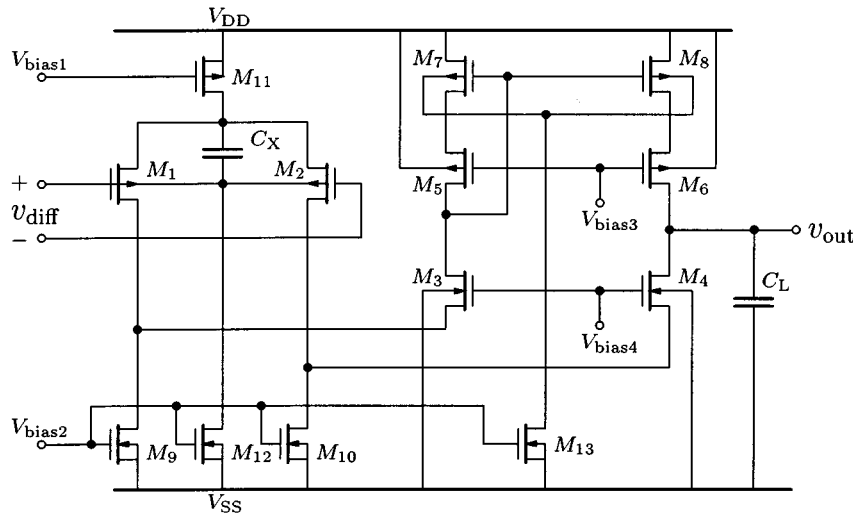 V_DD
V_bias1
M_11
M_7
M_8
C_X
M_1
M_2
+
v_diff
−
M_5
M_6
V_bias3
v_out
M_3
M_4
C_L
V_bias4
V_bias2
M_9
M_12
M_10
M_13
V_SS